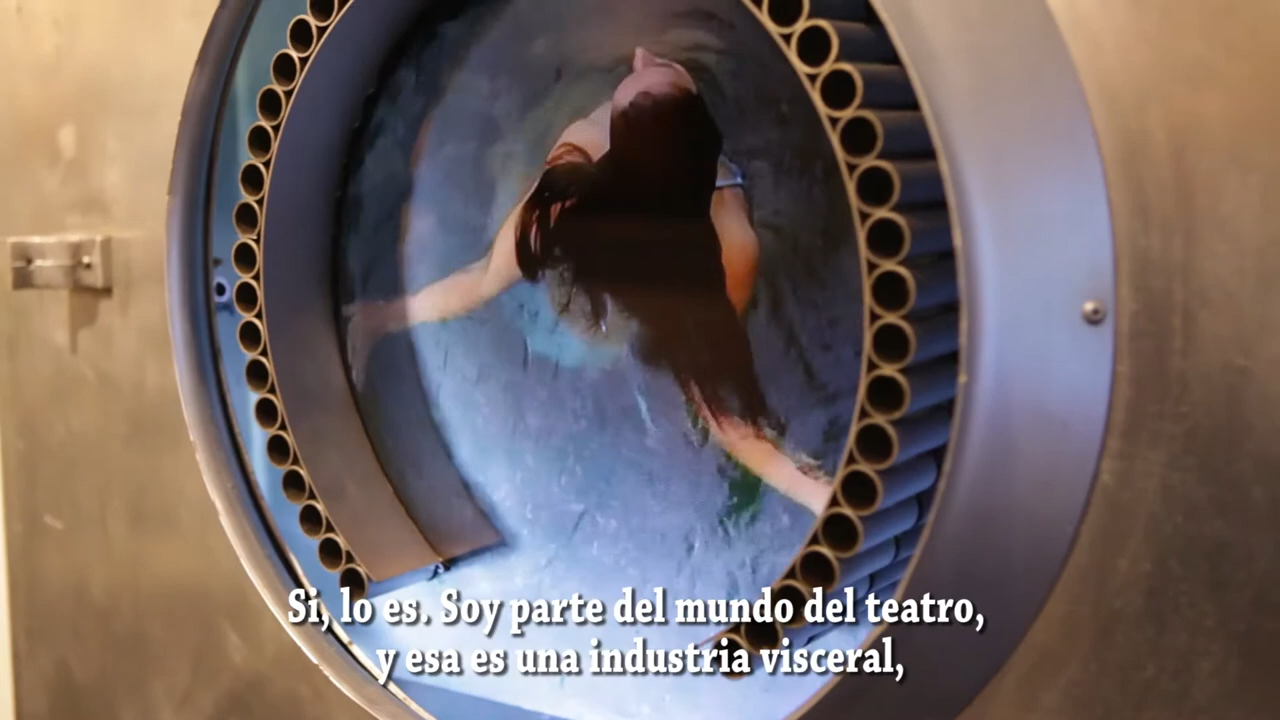 Si, lo es. Soy parte del mundo del teatro,
y esa es una industria visceral,